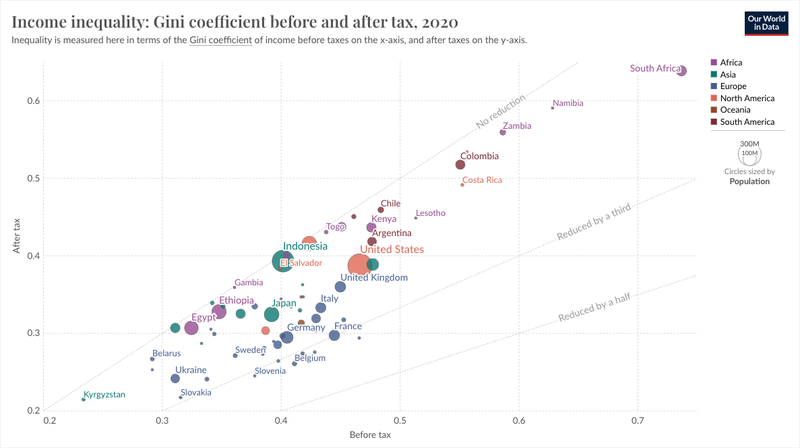 Income inequality: Gini coefficient before and after tax, 2020
Inequality is measured here in terms of the Gini coefficient of income before taxes on the x-axis, and after taxes on the y-axis.
Our World
in Data
Africa
Asia
Europe
North America
Oceania
South America
300M
100M
Circles sized by
Population
After tax
0.6
0.5
0.4
0.3
0.2
No reduction
Reduced by a third
Reduced by a half
South Africa
Namibia
Zambia
Colombia
Costa Rica
Chile
Lesotho
Togo
Kenya
Argentina
Indonesia
United States
El Salvador
United Kingdom
Gambia
Ethiopia
Japan
Italy
Egypt
Germany
France
Belarus
Sweden
Belgium
Ukraine
Slovenia
Kyrgyzstan
Slovakia
0.2
0.3
0.4
0.5
0.6
0.7
Before tax